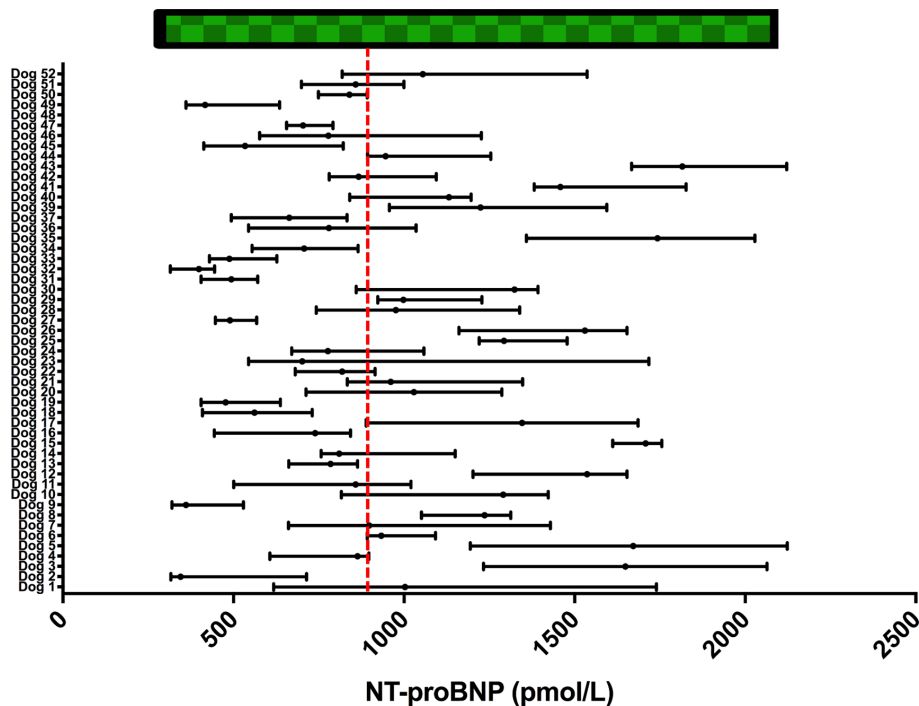 Dog 52
Dog 51
Dog 50
Dog 49
Dog 48
Dog 47
Dog 46
Dog 45
Dog 44
Dog 43
Dog 42
Dog 41
Dog 40
Dog 39
Dog 37
Dog 36
Dog 35
Dog 34
Dog 33
Dog 32
Dog 31
Dog 30
Dog 29
Dog 28
Dog 27
Dog 26
Dog 25
Dog 24
Dog 23
Dog 22
Dog 21
Dog 20
Dog 19
Dog 18
Dog 17
Dog 16
Dog 15
Dog 14
Dog 13
Dog 12
Dog 11
Dog 10
Dog 9
Dog 8
Dog 7
Dog 6
Dog 5
Dog 4
Dog 3
Dog 2
Dog 1
0 500 1000 1500 2000 2500
NT-proBNP (pmol/L)